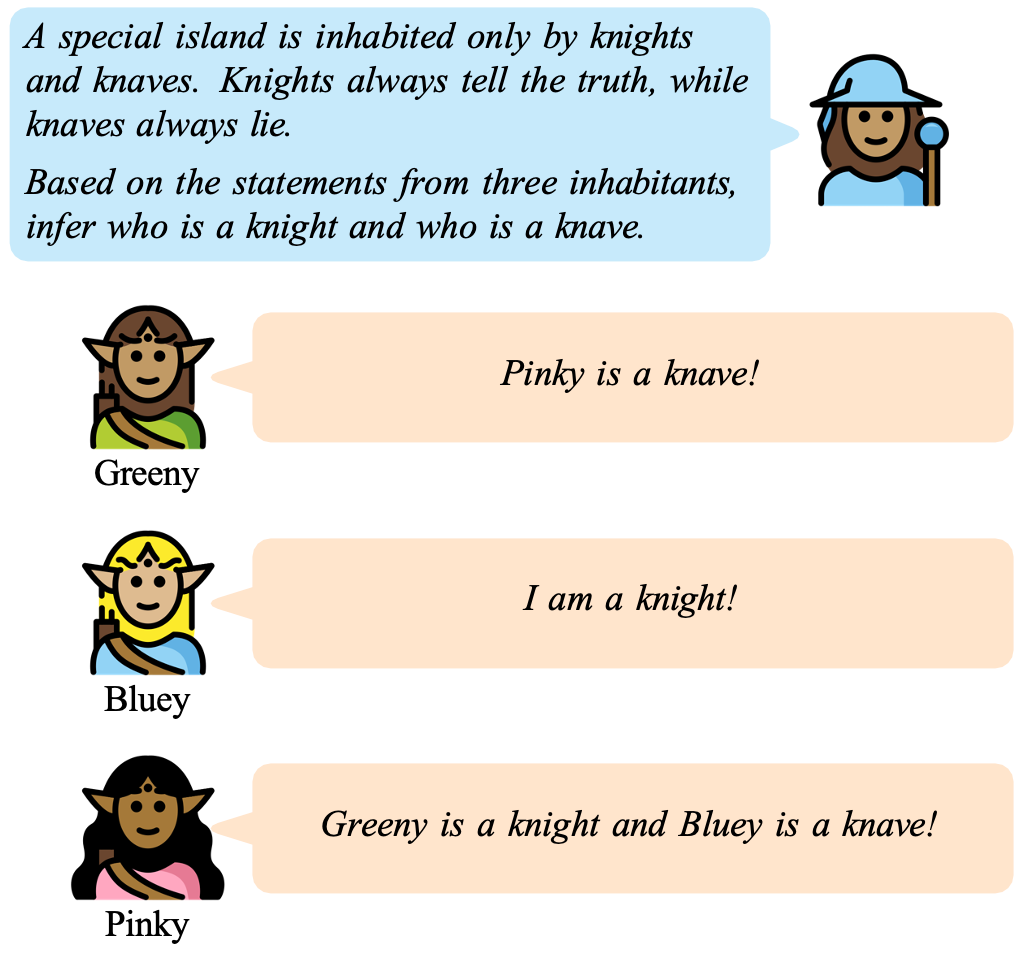 A special island is inhabited only by knights
and knaves. Knights always tell the truth, while
knaves always lie.
Based on the statements from three inhabitants,
infer who is a knight and who is a knave.
Pinky is a knave!
Greeny
I am a knight!
Bluey
Greeny is a knight and Bluey is a knave!
Pinky